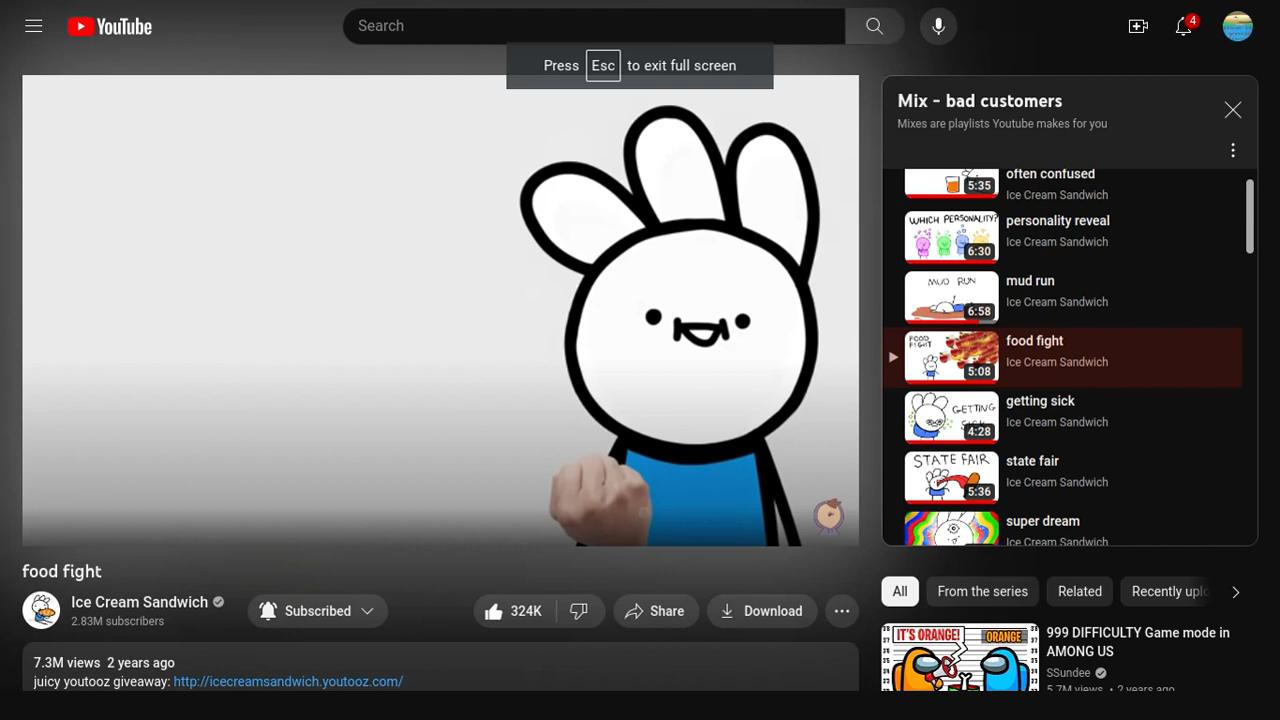 YouTube
Search
4
Press Esc to exit full screen
Mix - bad customers
Mixes are playlists Youtube makes for you
often confused
5:35
Ice Cream Sandwich
WHICH PERSONALITY?
6:30
personality reveal
Ice Cream Sandwich
MUD RUN
6:58
mud run
Ice Cream Sandwich
FOOD
FIGHT
5:08
food fight
Ice Cream Sandwich
GETTING
4:28
getting sick
Ice Cream Sandwich
STATE FAIR
5:36
state fair
Ice Cream Sandwich
super dream
Ice Cream Sandwich
food fight
Ice Cream Sandwich
2.83M subscribers
Subscribed
324K
Share
Download
7.3M views 2 years ago
juicy youtooz giveaway: http://icecreamsandwich.youtooz.com/
All
From the series
Related
Recently uplo
IT'S ORANGE!
ORANGE
999 DIFFICULTY Game mode in
AMONG US
SSundee
5.7M views • 2 years ago